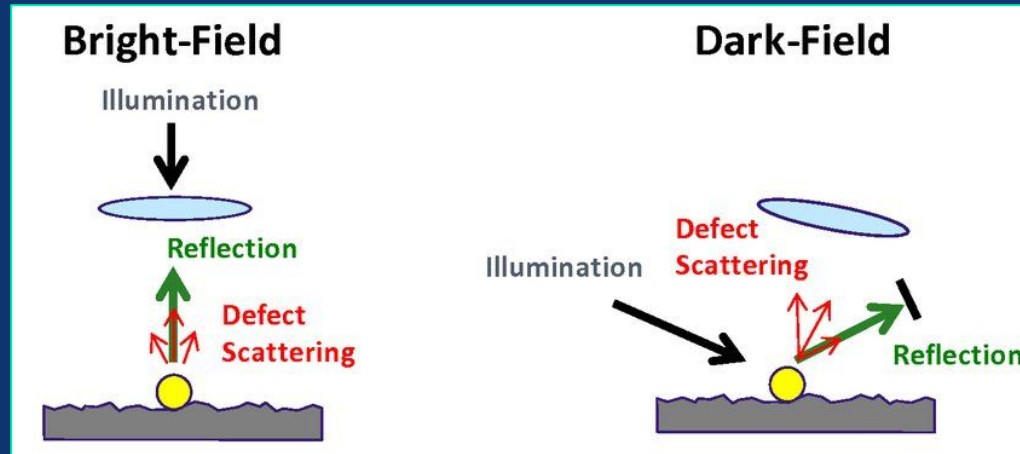 Bright-Field
Illumination
Reflection
Defect
Scattering
Dark-Field
Illumination
Defect
Scattering
Reflection